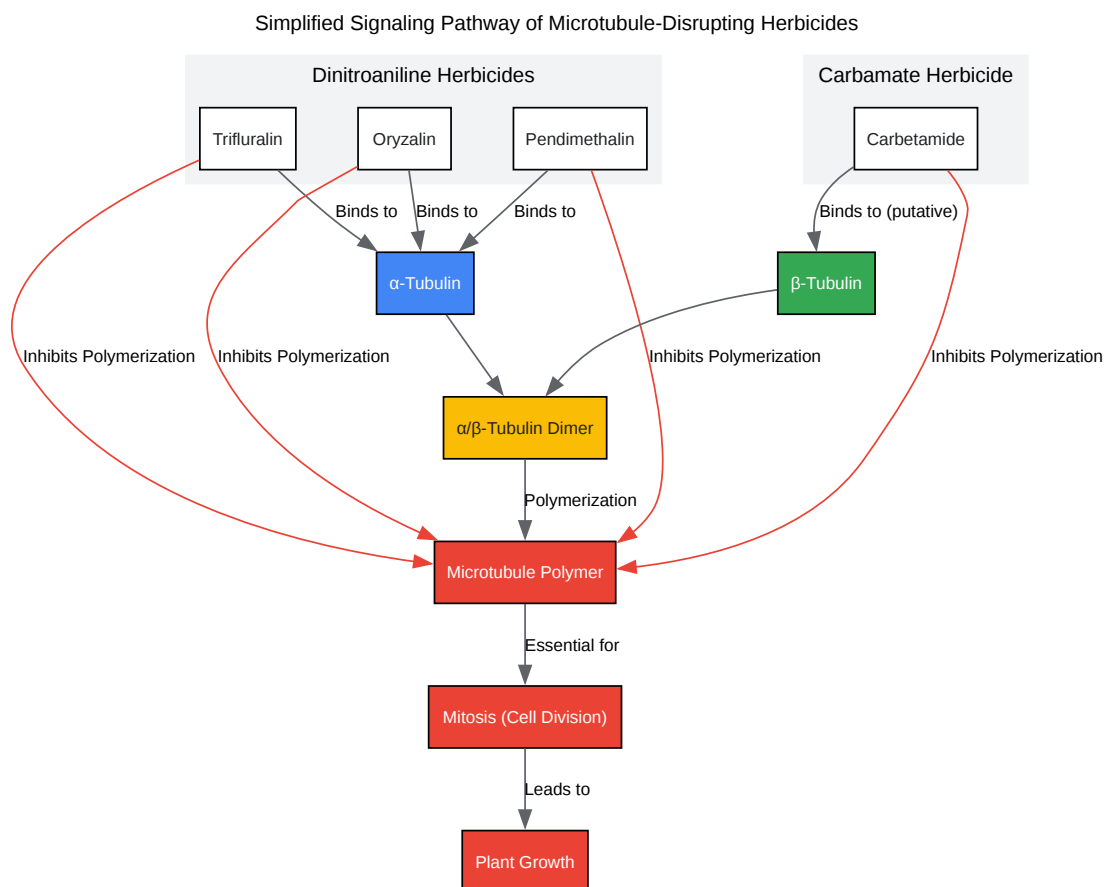 Simplified Signaling Pathway of Microtubule-Disrupting Herbicides
Dinitroaniline Herbicides
Carbamate Herbicide
Trifluralin
Oryzalin
Pendimethalin
Carbetamide
Binds to
Binds to
Binds to
Binds to (putative)
α-Tubulin
β-Tubulin
Inhibits Polymerization
Inhibits Polymerization
Inhibits Polymerization
Inhibits Polymerization
α/β-Tubulin Dimer
Polymerization
Microtubule Polymer
Essential for
Mitosis (Cell Division)
Leads to
Plant Growth